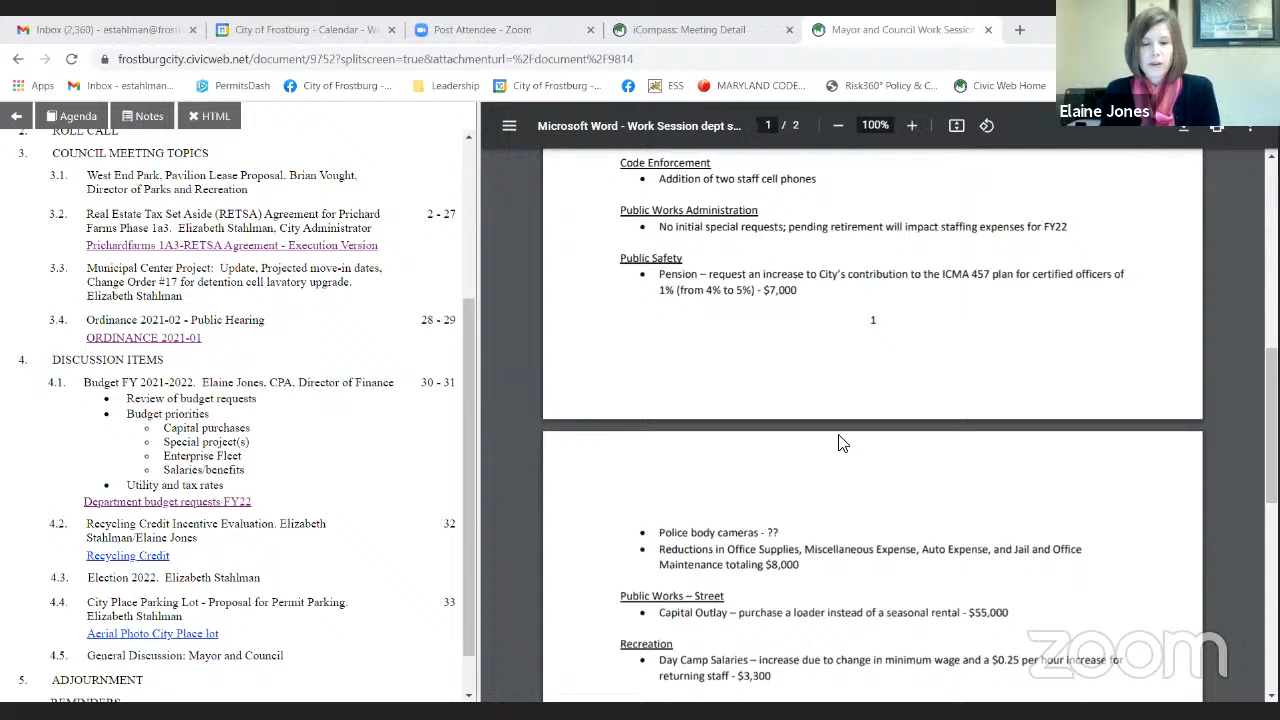 Inbox (2,360) - estahlman@frost
City of Frostburg - Calendar - W
Post Attendee - Zoom
iCompass: Meeting Detail
Mayor and Council Work Session
frostburgcity.civicweb.net/document/9752?splitscreen=true&attachmenturl=%2Fdocument%2F9814
Apps
Inbox - estahlman...
PermitsDash
City of Frostburg -...
Leadership
City of Frostburg -...
ESS
MARYLAND CODE...
Risk360° Policy & C...
Civic Web Home
Elaine Jones
Agenda
Notes
HTML
Microsoft Word - Work Session dept s...
1 / 2
100%
2. ROLL CALL
3. COUNCIL MEETING TOPICS
3.1. West End Park, Pavilion Lease Proposal. Brian Vought,
Director of Parks and Recreation
3.2. Real Estate Tax Set Aside (RETSA) Agreement for Prichard 2 - 27
Farms Phase 1a3. Elizabeth Stahlman, City Administrator
Prichardfarms 1A3-RETSA Agreement - Execution Version
3.3. Municipal Center Project: Update, Projected move-in dates,
Change Order #17 for detention cell lavatory upgrade.
Elizabeth Stahlman
3.4. Ordinance 2021-02 - Public Hearing 28 - 29
ORDINANCE 2021-01
4. DISCUSSION ITEMS
4.1. Budget FY 2021-2022. Elaine Jones, CPA, Director of Finance 30 - 31
• Review of budget requests
• Budget priorities
○ Capital purchases
○ Special project(s)
○ Enterprise Fleet
○ Salaries/benefits
• Utility and tax rates
Department budget requests FY22
4.2. Recycling Credit Incentive Evaluation. Elizabeth 32
Stahlman/Elaine Jones
Recycling Credit
4.3. Election 2022. Elizabeth Stahlman
4.4. City Place Parking Lot - Proposal for Permit Parking. 33
Elizabeth Stahlman
Aerial Photo City Place lot
4.5. General Discussion: Mayor and Council
5. ADJOURNMENT
REMINDERS
Code Enforcement
• Addition of two staff cell phones
Public Works Administration
• No initial special requests; pending retirement will impact staffing expenses for FY22
Public Safety
• Pension – request an increase to City's contribution to the ICMA 457 plan for certified officers of
1% (from 4% to 5%) - $7,000
1
• Police body cameras - ??
• Reductions in Office Supplies, Miscellaneous Expense, Auto Expense, and Jail and Office
Maintenance totaling $8,000
Public Works – Street
• Capital Outlay – purchase a loader instead of a seasonal rental - $55,000
Recreation
• Day Camp Salaries – increase due to change in minimum wage and a $0.25 per hour increase for
returning staff - $3,300
zoom